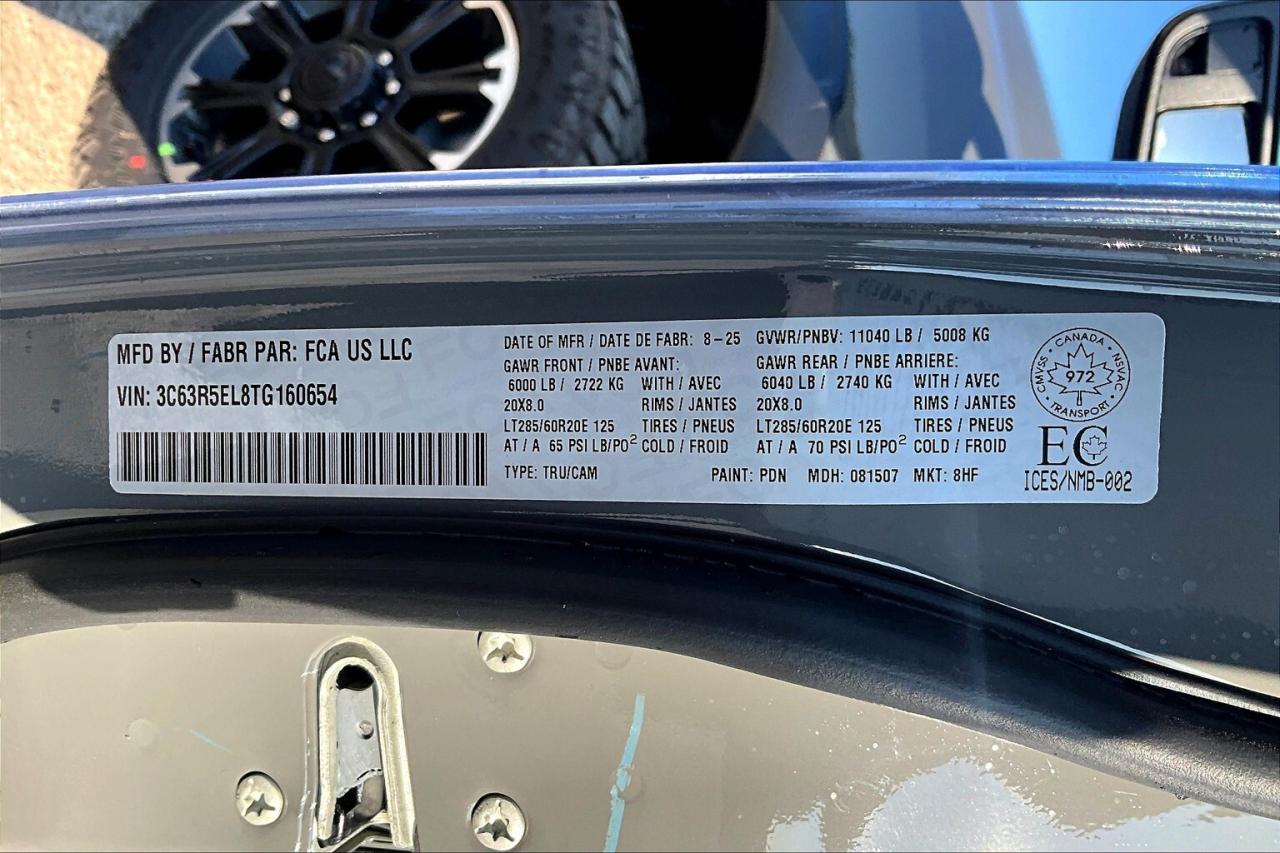 MFD BY / FABR PAR: FCA US LLC
VIN: 3C63R5EL8TG160654
DATE OF MFR / DATE DE FABR: 8-25 GVWR/PNBV: 11040 LB / 5008 KG
GAWR FRONT / PNBE AVANT: GAWR REAR / PNBE ARRIERE:
6000 LB / 2722 KG WITH / AVEC 6040 LB / 2740 KG WITH / AVEC
20X8.0 RIMS / JANTES 20X8.0 RIMS / JANTES
LT285/60R20E 125 TIRES / PNEUS LT285/60R20E 125 TIRES / PNEUS
AT / A 65 PSI LB/PO² COLD / FROID AT / A 70 PSI LB/PO² COLD / FROID
TYPE: TRU/CAM PAINT: PDN MDH: 081507 MKT: 8HF
CMVSS · CANADA · NSVAC · TRANSPORT ·
972
EC
ICES/NMB-002